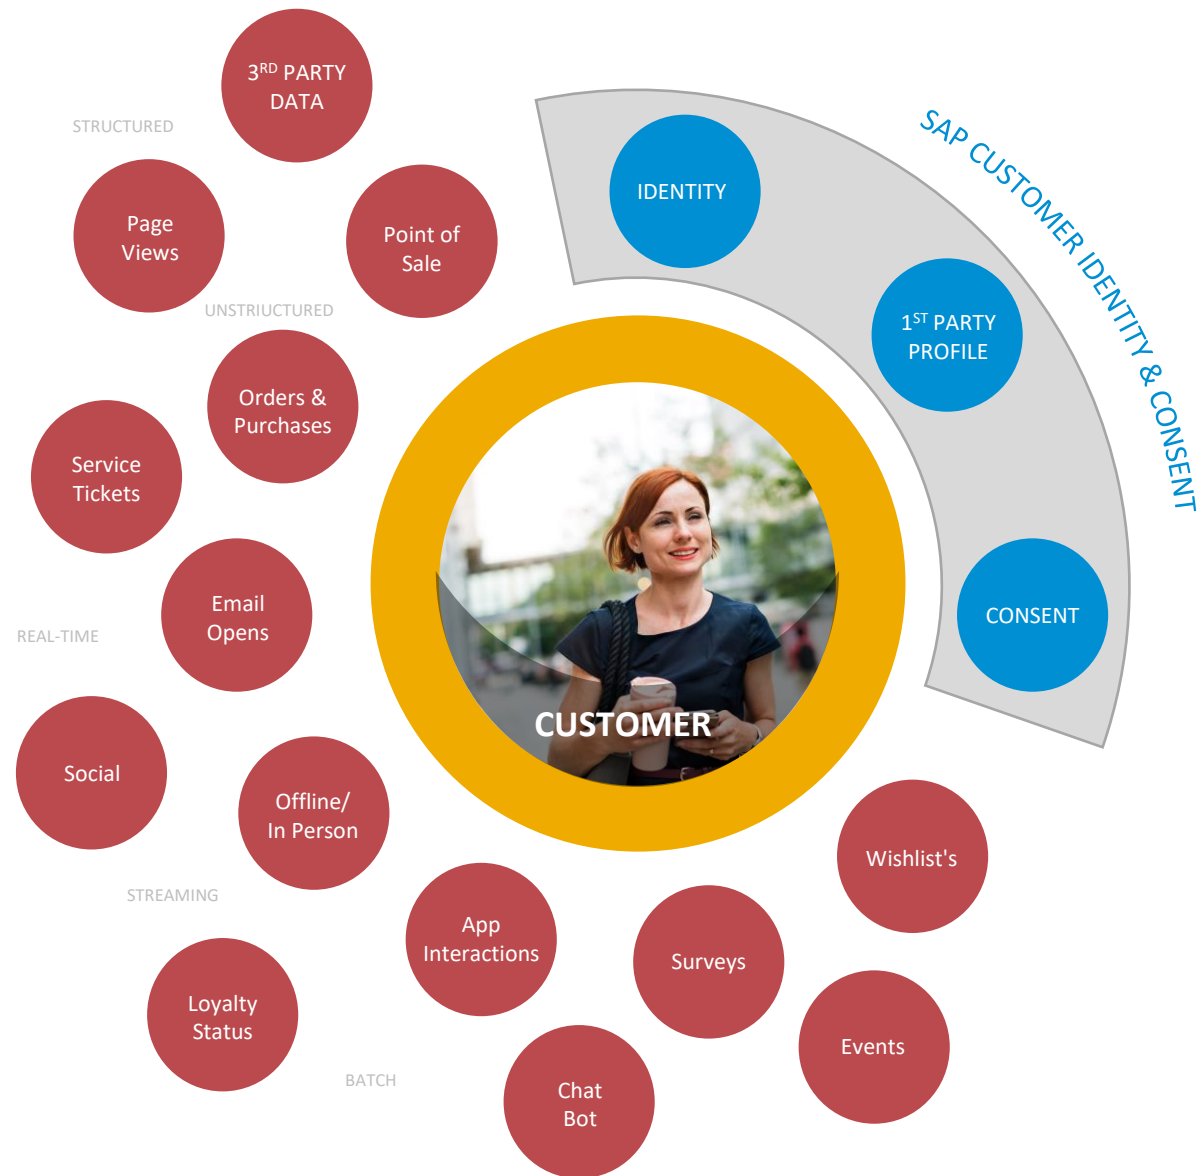 3RD PARTY
DATA
STRUCTURED
Page
Views
Point of
Sale
IDENTITY
SAP CUSTOMER IDENTITY & CONSENT
UNSTRIUCTURED
1ST PARTY
PROFILE
Orders &
Purchases
Service
Tickets
Email
Opens
REAL-TIME
CONSENT
CUSTOMER
Social
Offline/
In Person
Wishlist's
STREAMING
App
Interactions
Surveys
Loyalty
Status
Events
BATCH
Chat
Bot